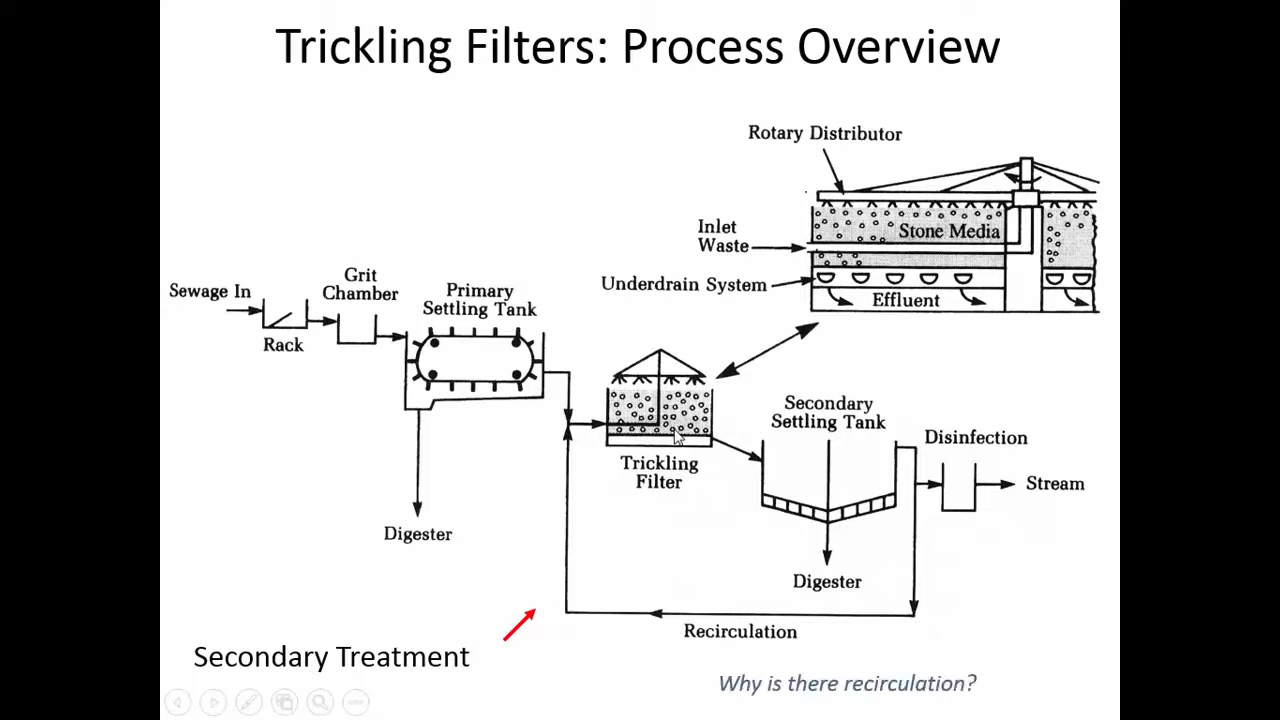 Trickling Filters: Process Overview
Rotary Distributor
Inlet
Waste
Stone Media
Underdrain System
Effluent
Sewage In
Rack
Grit
Chamber
Primary
Settling Tank
Digester
Trickling
Filter
Secondary
Settling Tank
Digester
Disinfection
Stream
Recirculation
Secondary Treatment
Why is there recirculation?